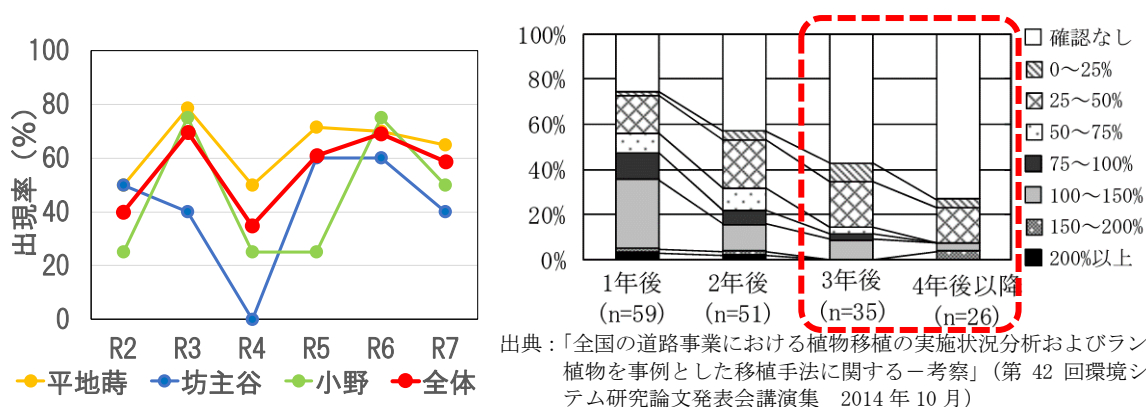 出現率（%）
100
80
60
40
20
0
R2 R3 R4 R5 R6 R7
平地蒔 坊主谷 小野 全体
100%
80%
60%
40%
20%
0%
1年後 2年後 3年後 4年後以降
(n=59) (n=51) (n=35) (n=26)
確認なし
0～25%
25～50%
50～75%
75～100%
100～150%
150～200%
200%以上
出典：「全国の道路事業における植物移植の実施状況分析およびラン
植物を事例とした移植手法に関する－考察」（第 42 回環境シ
テム研究論文発表会講演集　2014 年 10 月）